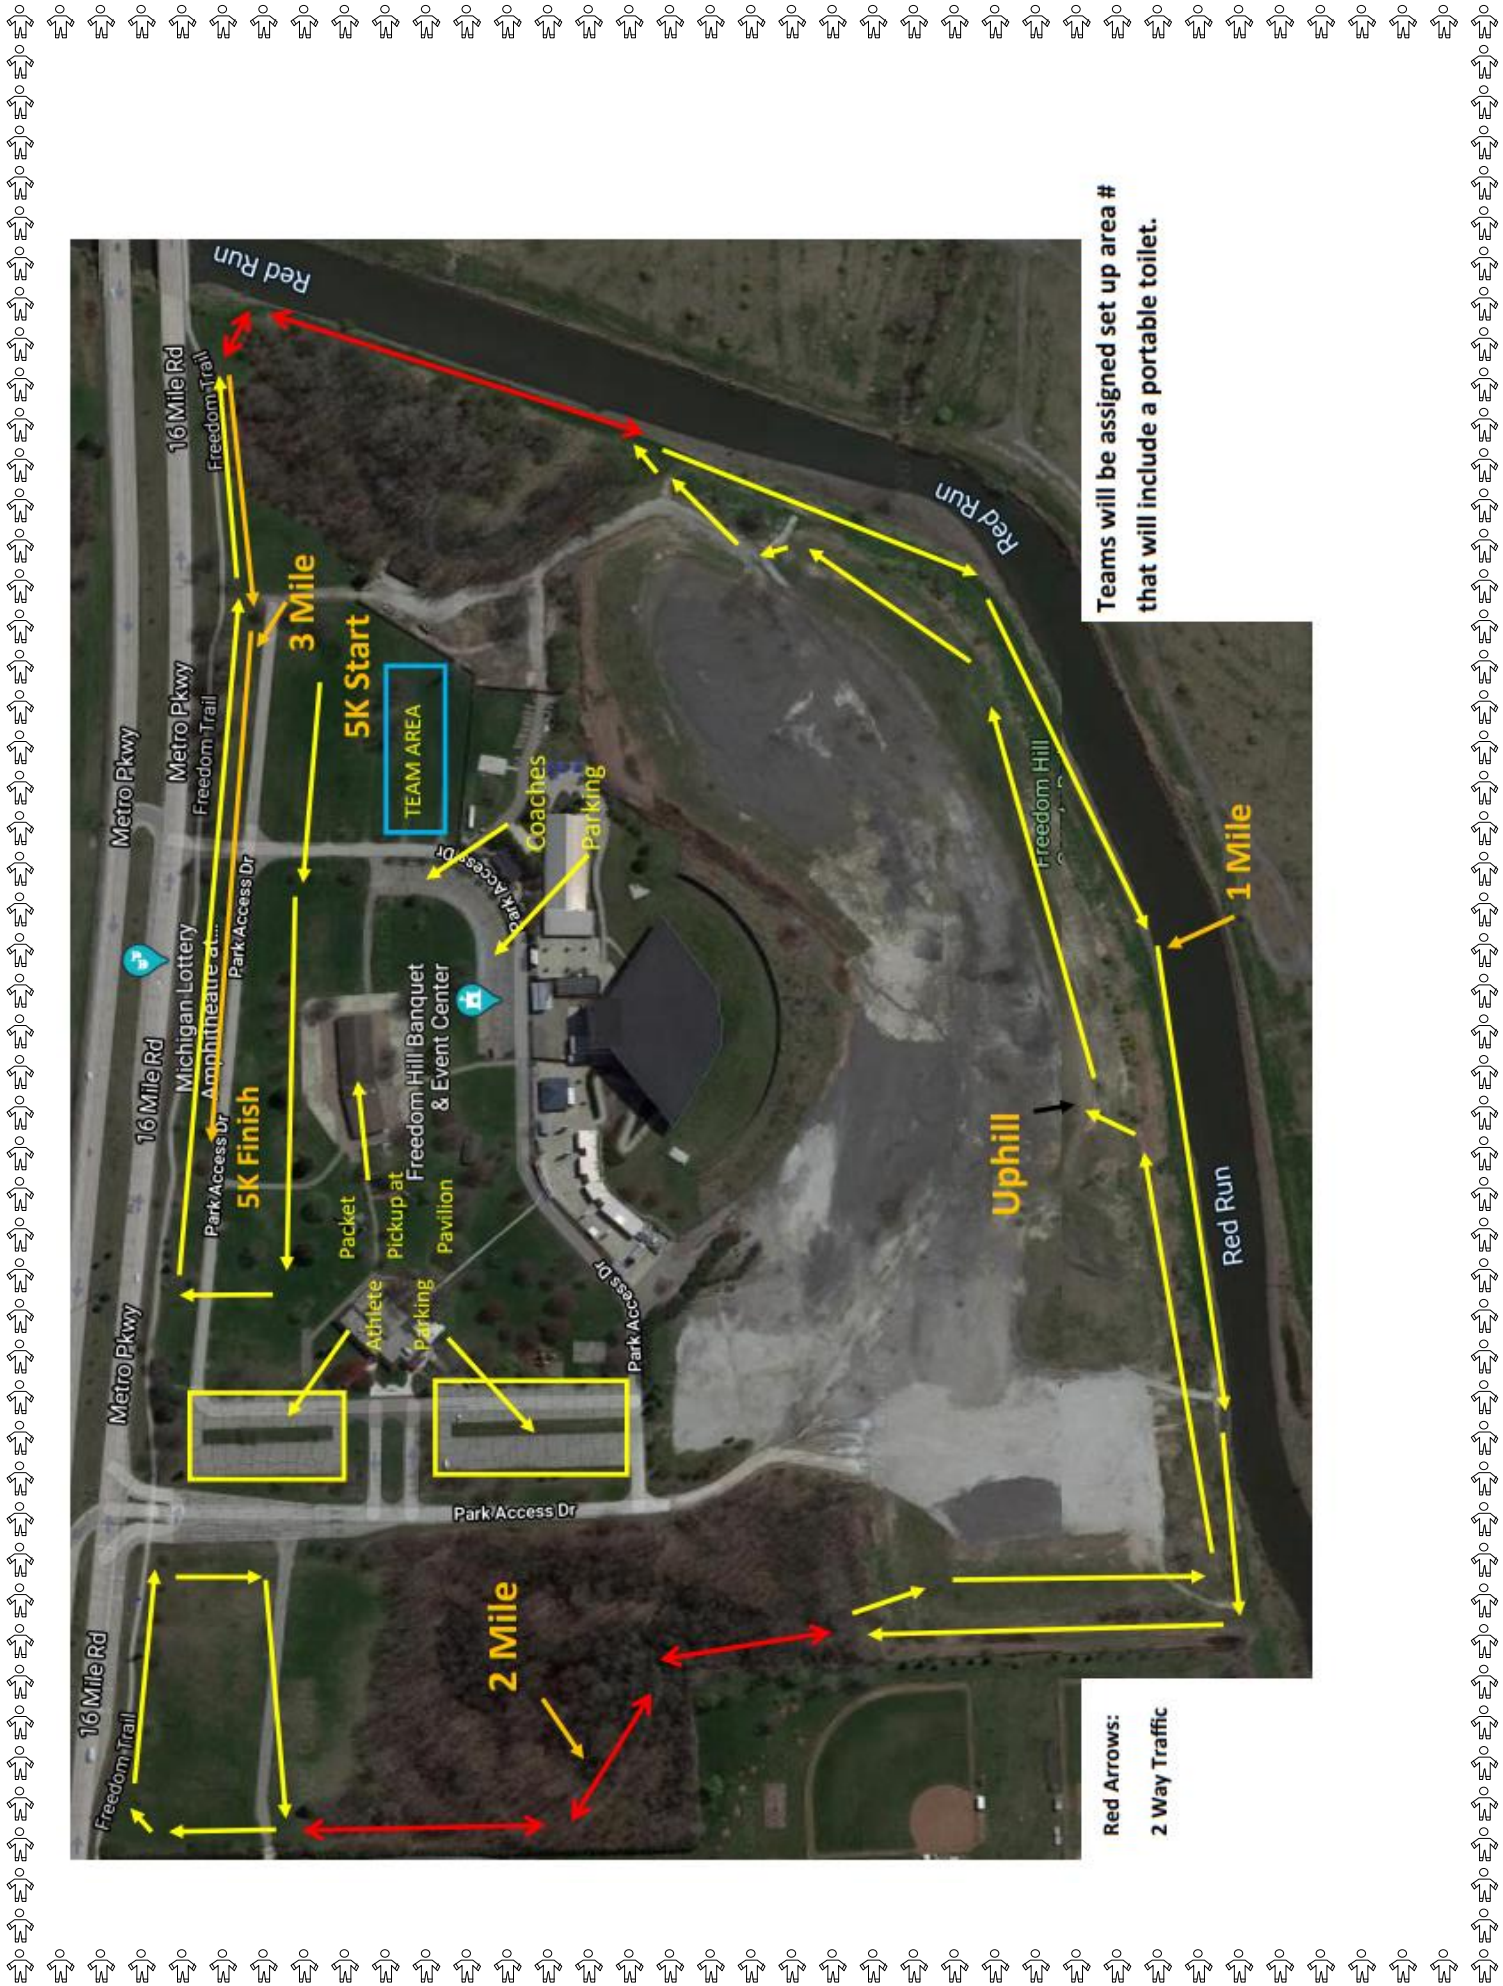 Teams will be assigned set up area #
that will include a portable toilet.
Red Run
16 Mile Rd
Freedom Trail
3 Mile
5K Start
TEAM AREA
Metro Pkwy
Metro Pkwy
Freedom Trail
Coaches
Parking
Park Access Dr
Park Access Dr
Michigan Lottery
Amphitheatre at...
16 Mile Rd
Park Access Dr
5K Finish
Freedom Hill Banquet
& Event Center
Packet
Pickup at
Pavilion
Athlete
Parking
Metro Pkwy
Park Access Dr
Park Access Dr
Red Run
Freedom Hill
1 Mile
Uphill
Red Run
2 Mile
16 Mile Rd
Freedom Trail
Red Arrows:
2 Way Traffic